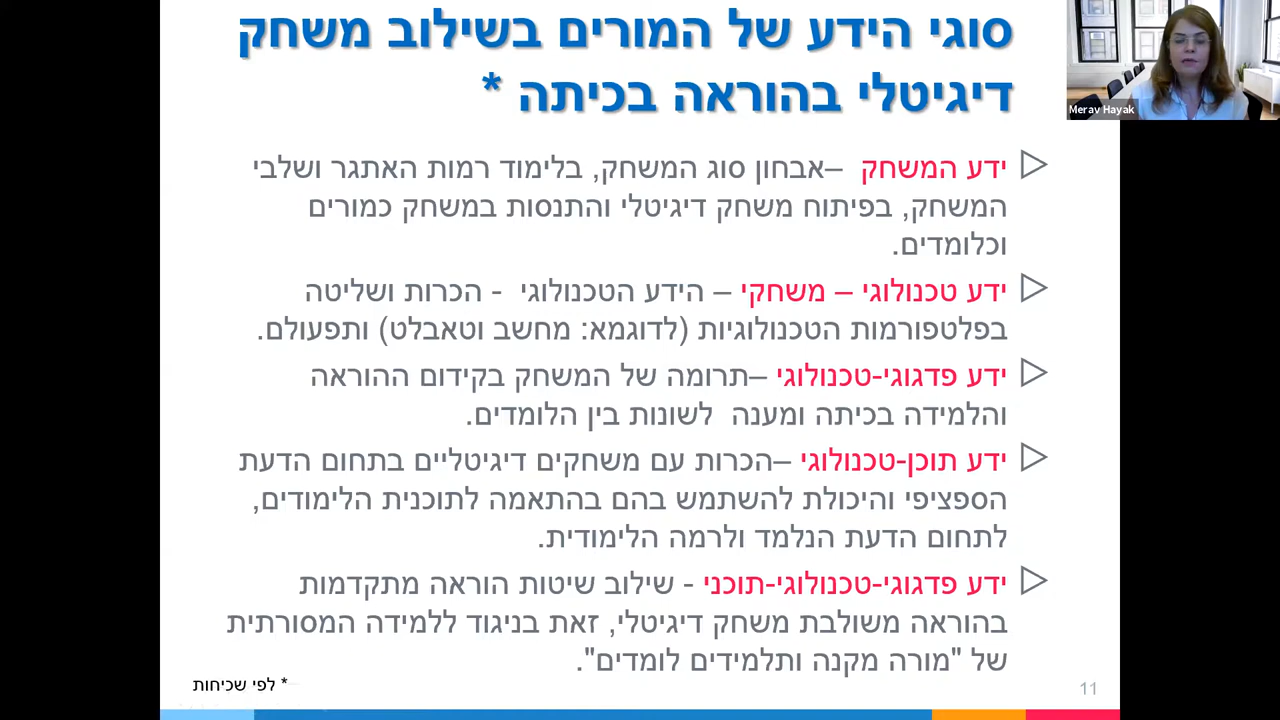 סוגי הידע של המורים בשילוב משחק
דיגיטלי בהוראה בכיתה *
Merav Hayak
ידע המשחק –אבחון סוג המשחק, בלימוד רמות האתגר ושלבי
המשחק, בפיתוח משחק דיגיטלי והתנסות במשחק כמורים
וכלומדים.
ידע טכנולוגי – משחקי – הידע הטכנולוגי - הכרות ושליטה
בפלטפורמות הטכנולוגיות (לדוגמא: מחשב וטאבלט) ותפעולם.
ידע פדגוגי-טכנולוגי –תרומה של המשחק בקידום ההוראה
והלמידה בכיתה ומענה לשונות בין הלומדים.
ידע תוכן-טכנולוגי –הכרות עם משחקים דיגיטליים בתחום הדעת
הספציפי והיכולת להשתמש בהם בהתאמה לתוכנית הלימודים,
לתחום הדעת הנלמד ולרמה הלימודית.
ידע פדגוגי-טכנולוגי-תוכני - שילוב שיטות הוראה מתקדמות
בהוראה משולבת משחק דיגיטלי, זאת בניגוד ללמידה המסורתית
של "מורה מקנה ותלמידים לומדים".
* לפי שכיחות
11